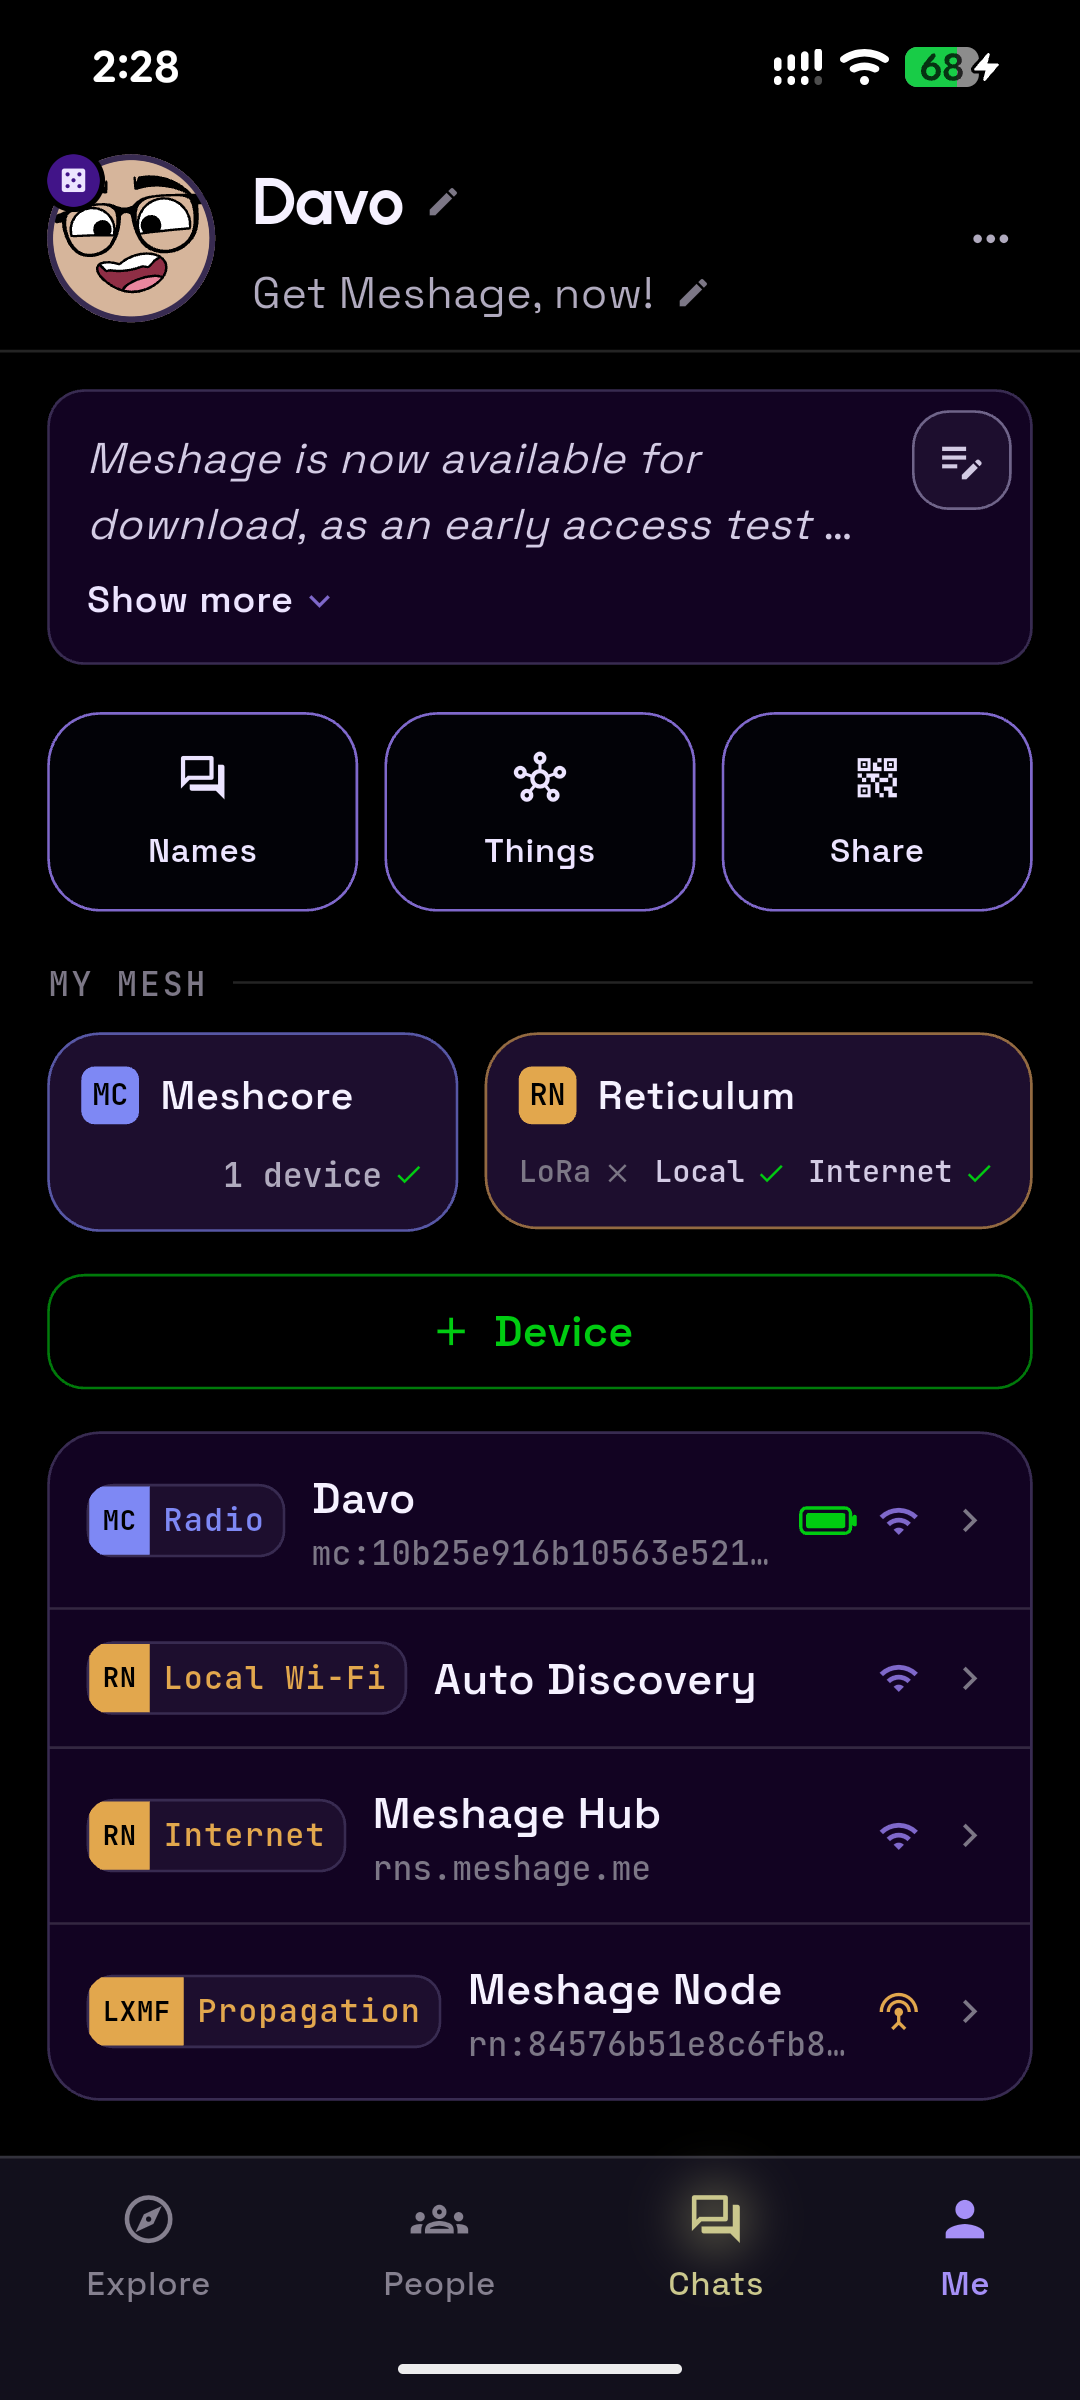 2:28
68
Davo
Get Meshage, now!
Meshage is now available for
download, as an early access test ...
Show more
Names
Things
Share
MY MESH
MC Meshcore
1 device
RN Reticulum
LoRa Local Internet
+ Device
MC Radio
Davo
mc:10b25e916b10563e521…
RN Local Wi-Fi
Auto Discovery
RN Internet
Meshage Hub
rns.meshage.me
LXMF Propagation
Meshage Node
rn:84576b51e8c6fb8…
Explore
People
Chats
Me